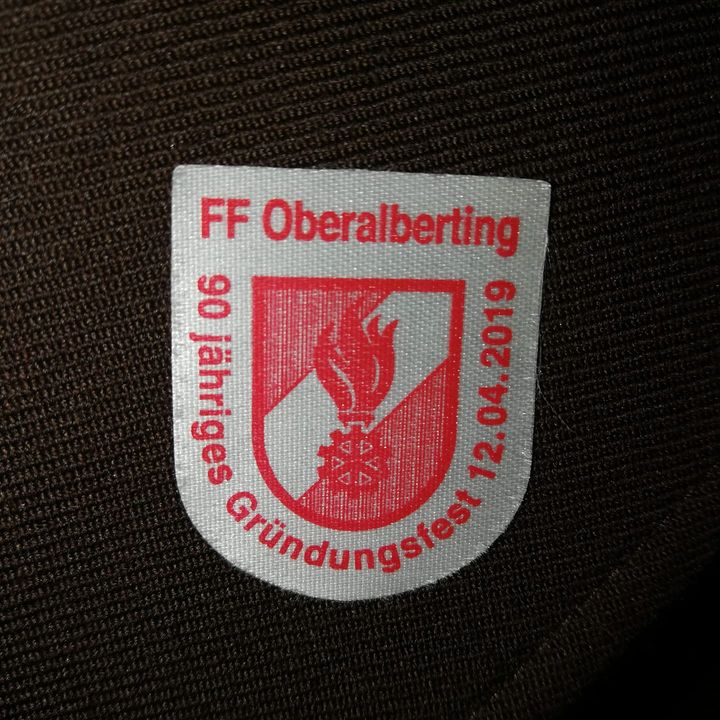 FF Oberalberting
90 jähriges Gründungsfest 12.04.2019